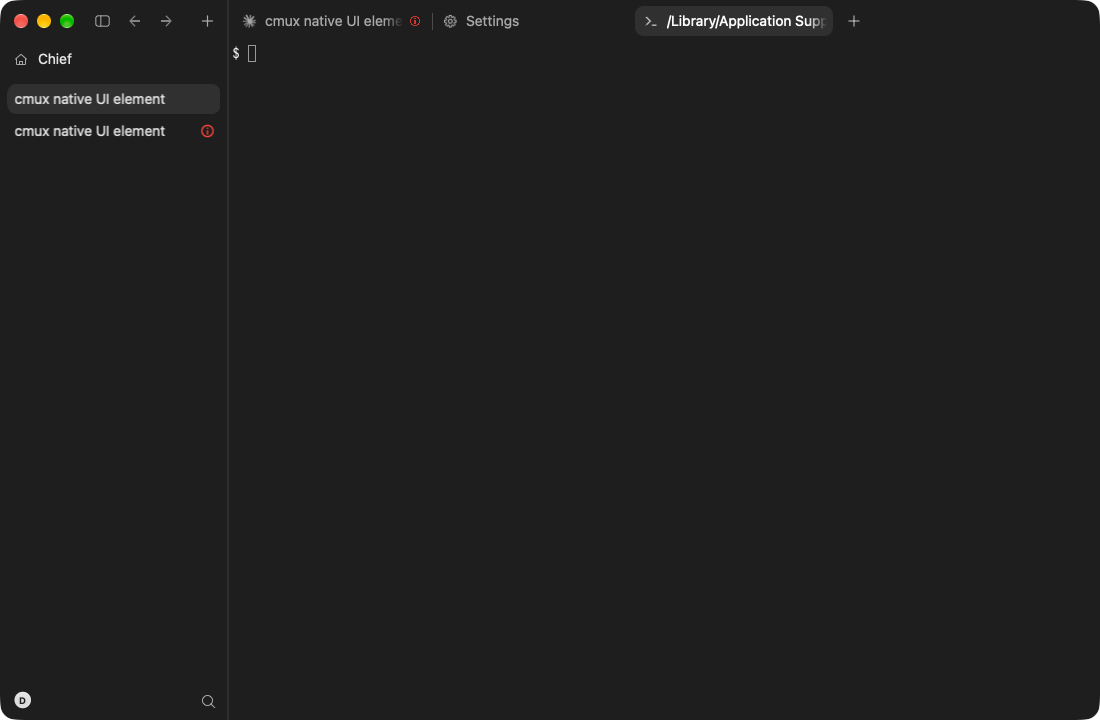 cmux native UI eleme
Settings
/Library/Application Supp
Chief
$
cmux native UI element
cmux native UI element
D